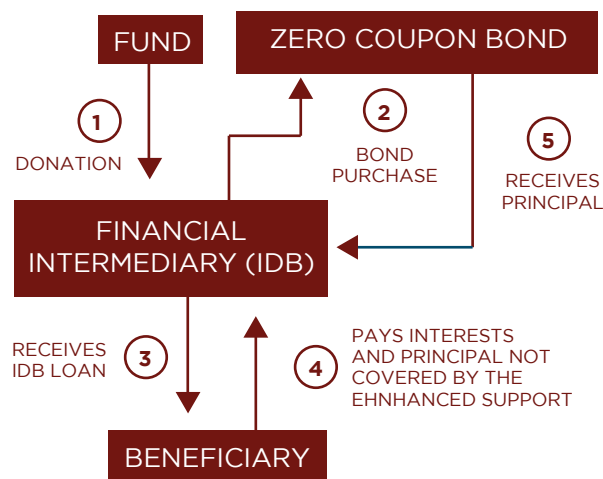 FUND
ZERO COUPON BOND
1
DONATION
2
BOND
PURCHASE
5
RECEIVES
PRINCIPAL
FINANCIAL
INTERMEDIARY (IDB)
RECEIVES
IDB LOAN
3
4
PAYS INTERESTS
AND PRINCIPAL NOT
COVERED BY THE
EHNHANCED SUPPORT
BENEFICIARY